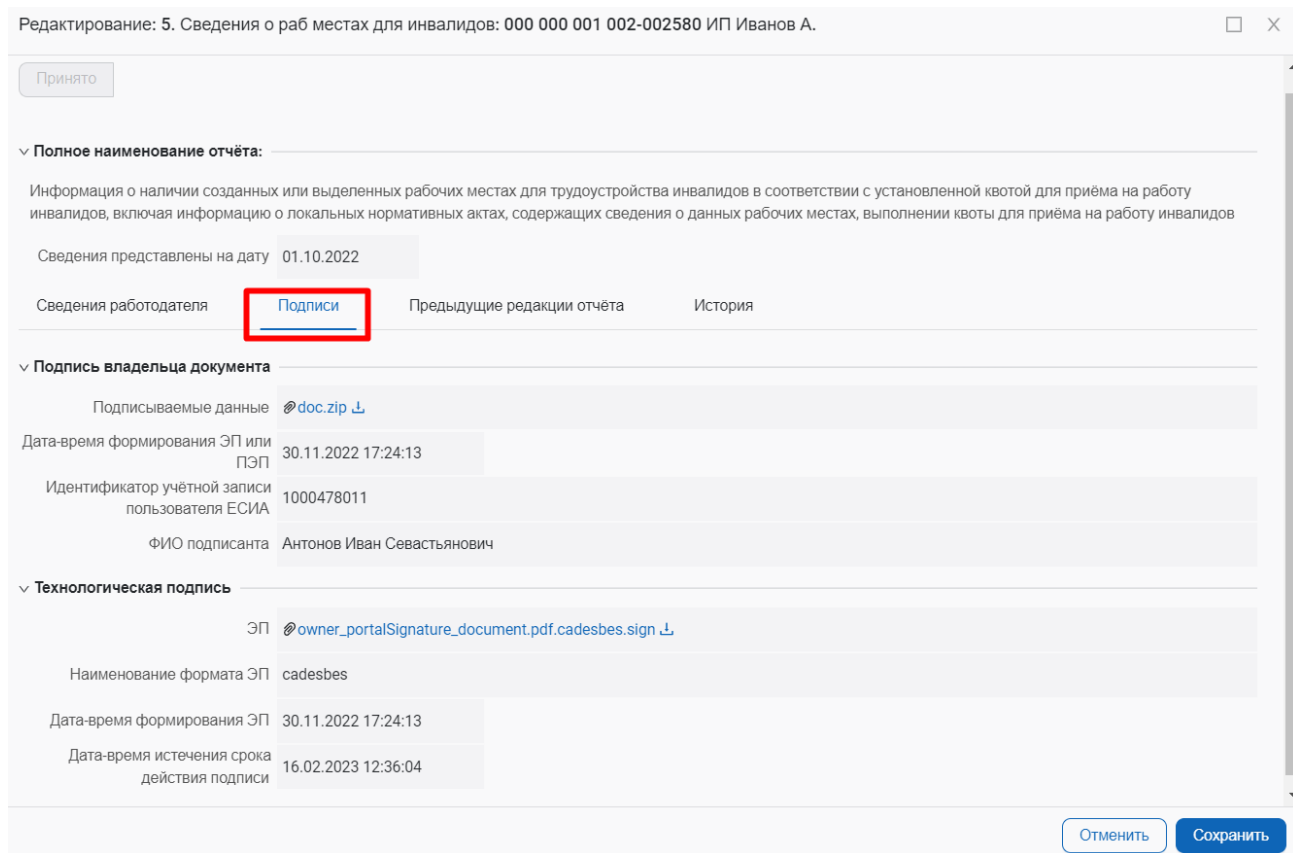 Редактирование: 5. Сведения о раб местах для инвалидов: 000 000 001 002-002580 ИП Иванов А.
Принято
Полное наименование отчёта:
Информация о наличии созданных или выделенных рабочих местах для трудоустройства инвалидов в соответствии с установленной квотой для приёма на работу
инвалидов, включая информацию о локальных нормативных актах, содержащих сведения о данных рабочих местах, выполнении квоты для приёма на работу инвалидов
Сведения представлены на дату 01.10.2022
Сведения работодателя Подписи Предыдущие редакции отчёта История
Подпись владельца документа
Подписываемые данные doc.zip
Дата-время формирования ЭП или
ПЭП 30.11.2022 17:24:13
Идентификатор учётной записи
пользователя ЕСИА 1000478011
ФИО подписанта Антонов Иван Севастьянович
Технологическая подпись
ЭП owner_portalSignature_document.pdf.cadesbes.sign
Наименование формата ЭП cadesbes
Дата-время формирования ЭП 30.11.2022 17:24:13
Дата-время истечения срока
действия подписи 16.02.2023 12:36:04
Отменить Сохранить